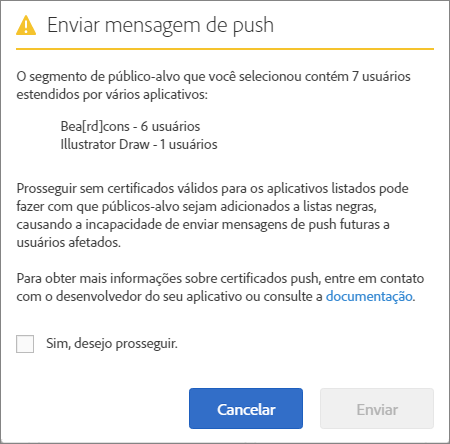 Enviar mensagem de push
O segmento de público-alvo que você selecionou contém 7 usuários
estendidos por vários aplicativos:
Bea[rd]cons - 6 usuários
Illustrator Draw - 1 usuários
Prosseguir sem certificados válidos para os aplicativos listados pode
fazer com que públicos-alvo sejam adicionados a listas negras,
causando a incapacidade de enviar mensagens de push futuras a
usuários afetados.
Para obter mais informações sobre certificados push, entre em contato
com o desenvolvedor do seu aplicativo ou consulte a documentação.
Sim, desejo prosseguir.
Cancelar
Enviar